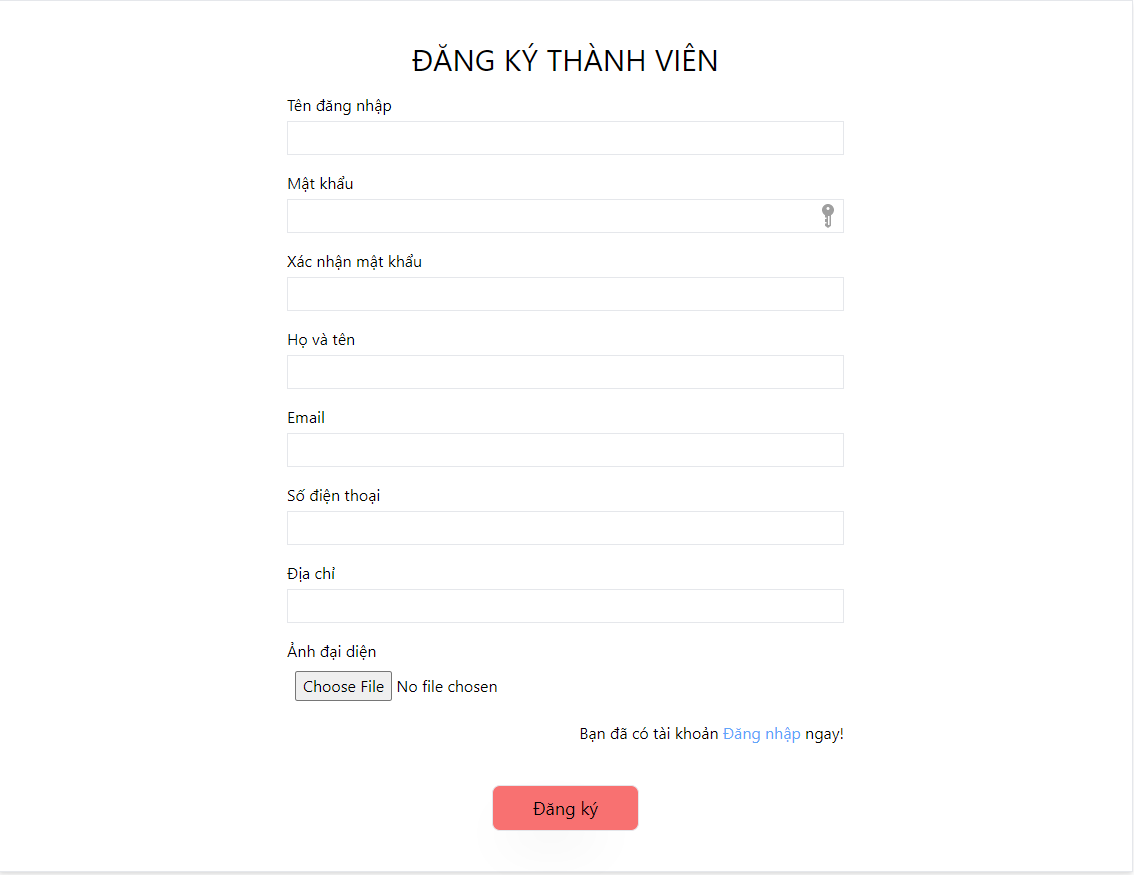 ĐĂNG KÝ THÀNH VIÊN
Tên đăng nhập
Mật khẩu
Xác nhận mật khẩu
Họ và tên
Email
Số điện thoại
Địa chỉ
Ảnh đại diện
Choose File No file chosen
Bạn đã có tài khoản Đăng nhập ngay!
Đăng ký